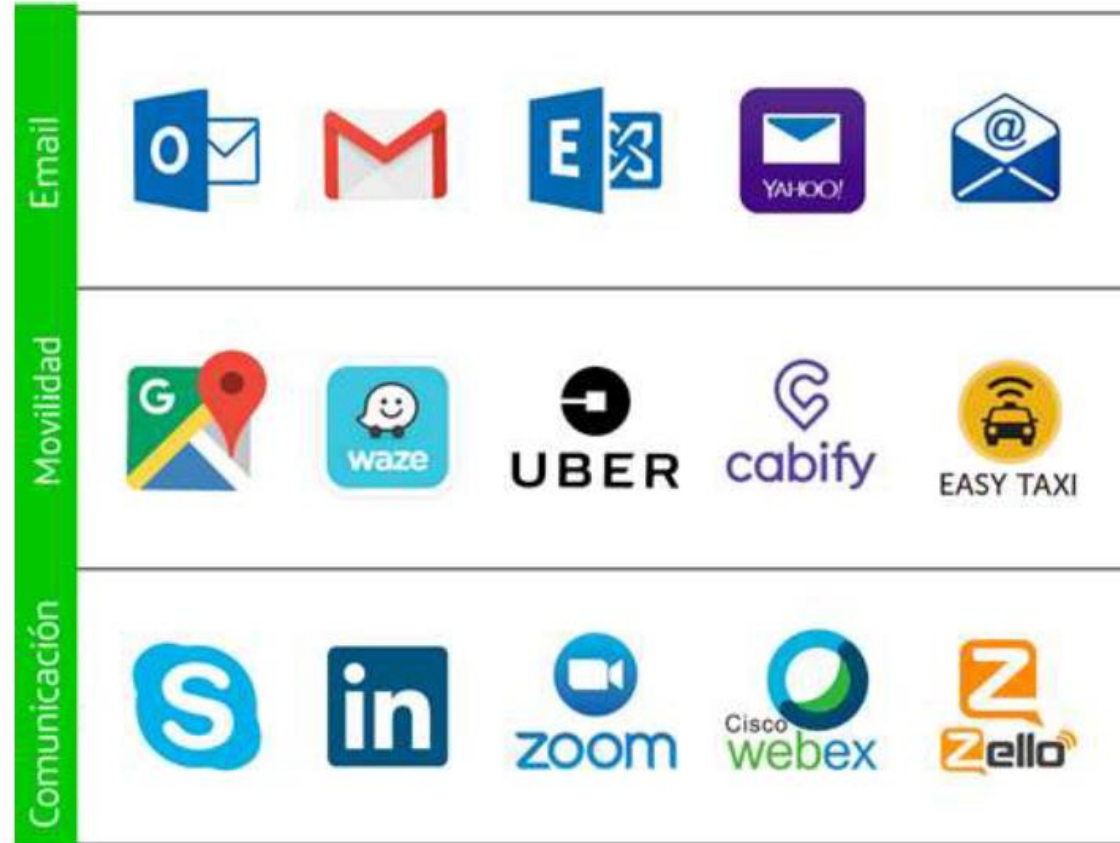 Email
O
E
YAHOO!
@
Movilidad
G
waze
UBER
cabify
EASY TAXI
Comunicación
S
in
zoom
Cisco
webex
Z
Zello